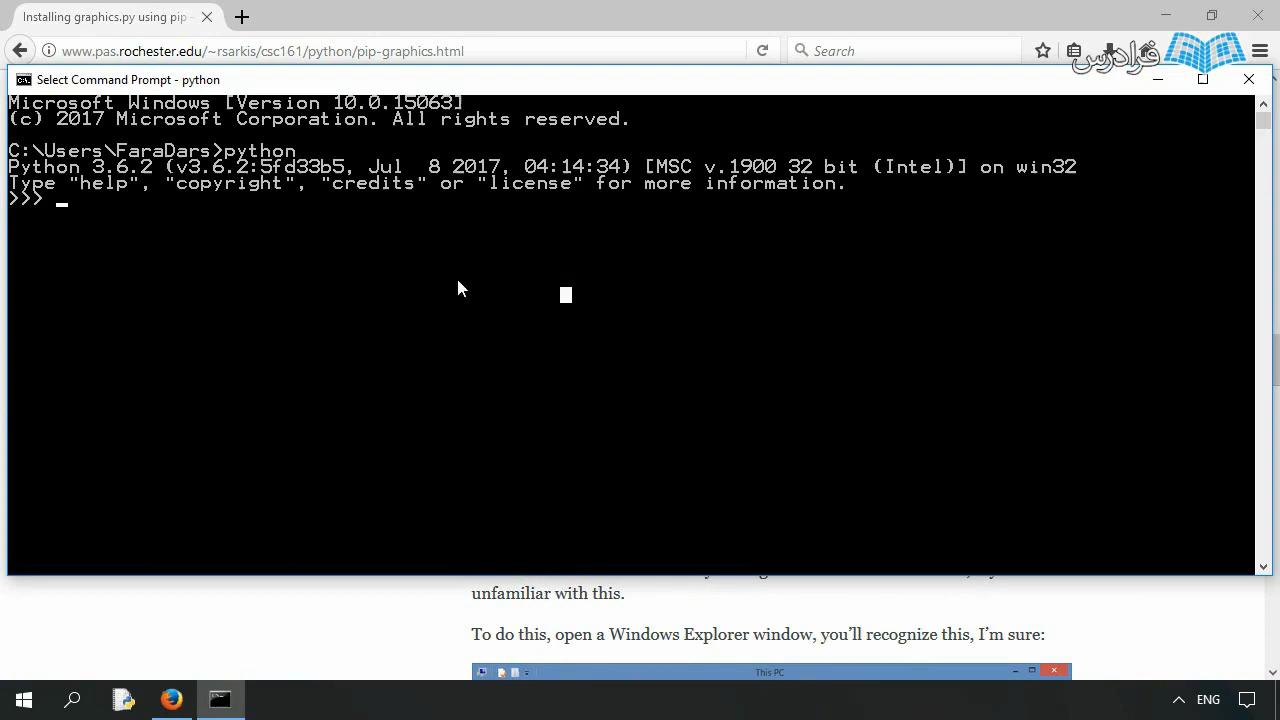 Installing graphics.py using pip -
www.pas.rochester.edu/~rsarkis/csc161/python/pip-graphics.html
Search
فرادرس
Select Command Prompt - python
Microsoft Windows [Version 10.0.15063]
(c) 2017 Microsoft Corporation. All rights reserved.
C:\Users\FaraDars>python
Python 3.6.2 (v3.6.2:5fd33b5, Jul  8 2017, 04:14:34) [MSC v.1900 32 bit (Intel)] on win32
Type "help", "copyright", "credits" or "license" for more information.
>>>
unfamiliar with this.
To do this, open a Windows Explorer window, you’ll recognize this, I’m sure:
This PC
ENG